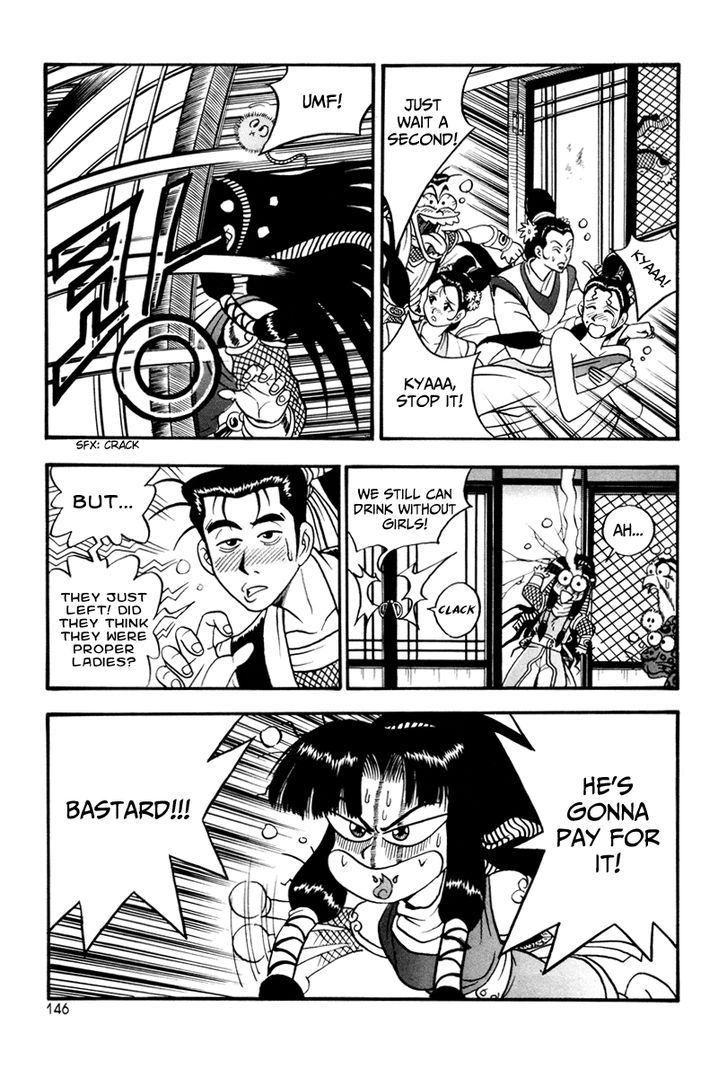 UMF!
SFX: CRACK
JUST
WAIT A
SECOND!
KYAAA!
KYAAA,
STOP IT!
BUT...
THEY JUST
LEFT! DID
THEY THINK
THEY WERE
PROPER
LADIES?
WE STILL CAN
DRINK WITHOUT
GIRLS!
CLACK
AH...
BASTARD!!!
HE'S
GONNA
PAY FOR
IT!
146